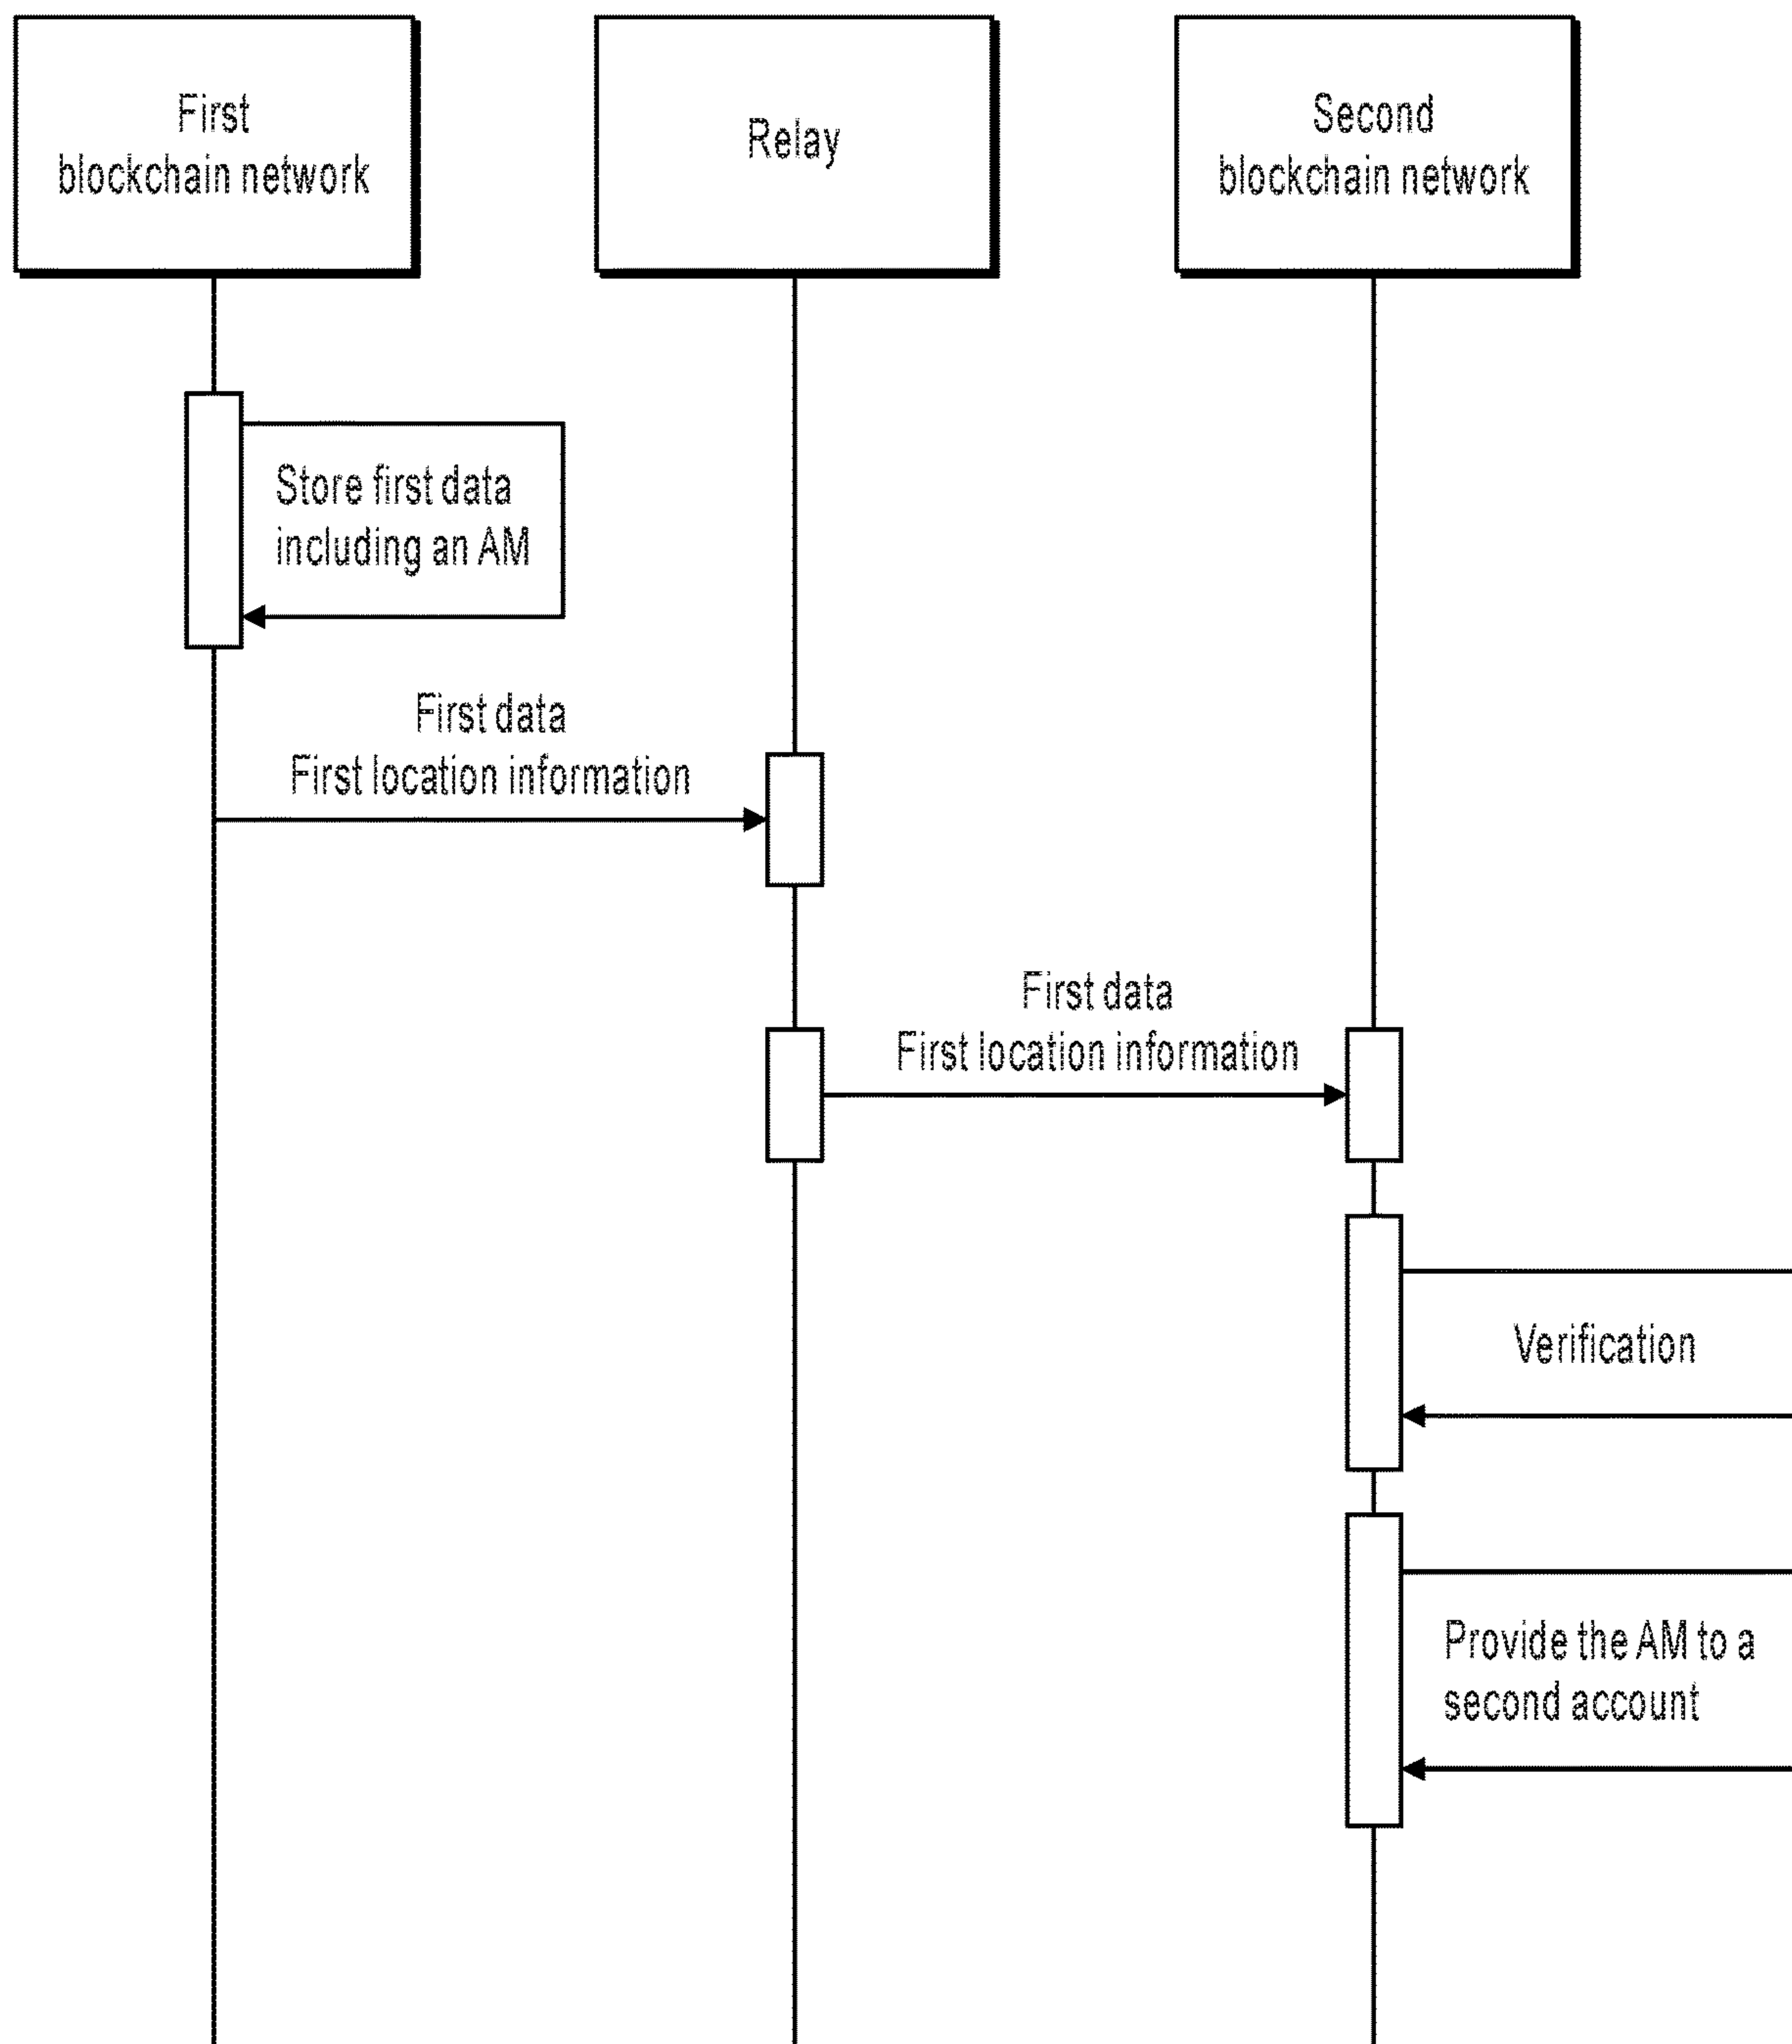 First
blockchain network
Relay
Second
blockchain network
Store first data
including an AM
First data
First location information
First data
First location information
Verification
Provide the AM to a
second account